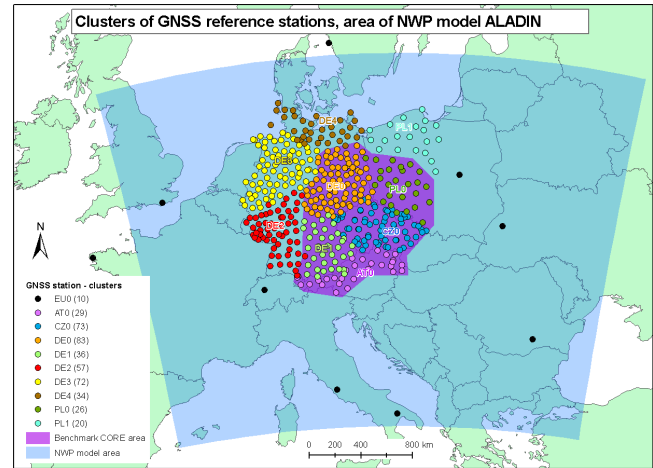 Clusters of GNSS reference stations, area of NWP model ALADIN
DE4
PL1
DE3
DE0
PL0
DE2
CZ0
DE1
AT0
N
GNSS station - clusters
EU0 (10)
AT0 (29)
CZ0 (73)
DE0 (83)
DE1 (36)
DE2 (57)
DE3 (72)
DE4 (34)
PL0 (26)
PL1 (20)
Benchmark CORE area
NWP model area
0 200 400 800 km